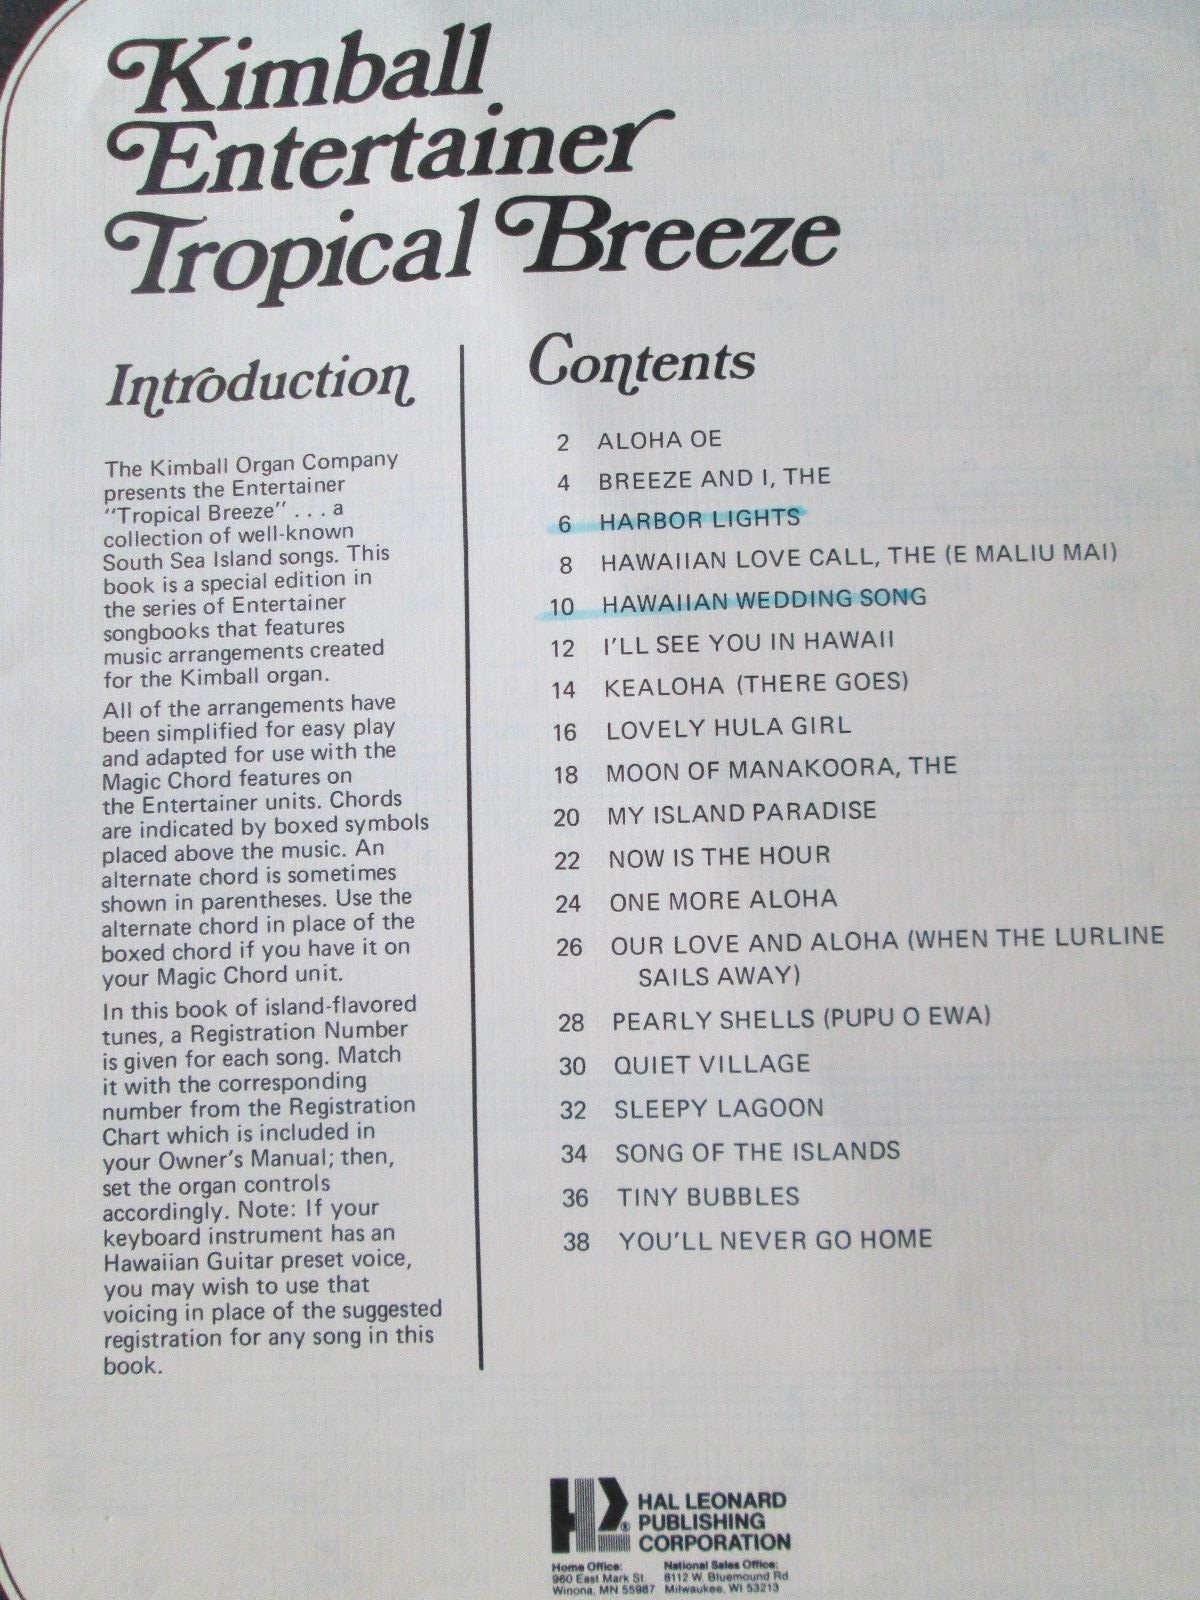 Kimball
Entertainer
Tropical Breeze
Introduction
The Kimball Organ Company
presents the Entertainer
"Tropical Breeze" . . . a
collection of well-known
South Sea Island songs. This
book is a special edition in
the series of Entertainer
songbooks that features
music arrangements created
for the Kimball organ.
All of the arrangements have
been simplified for easy play
and adapted for use with the
Magic Chord features on
the Entertainer units. Chords
are indicated by boxed symbols
placed above the music. An
alternate chord is sometimes
shown in parentheses. Use the
alternate chord in place of the
boxed chord if you have it on
your Magic Chord unit.
In this book of island-flavored
tunes, a Registration Number
is given for each song. Match
it with the corresponding
number from the Registration
Chart which is included in
your Owner's Manual; then,
set the organ controls
accordingly. Note: If your
keyboard instrument has an
Hawaiian Guitar preset voice,
you may wish to use that
voicing in place of the suggested
registration for any song in this
book.
Contents
2 ALOHA OE
4 BREEZE AND I, THE
6 HARBOR LIGHTS
8 HAWAIIAN LOVE CALL, THE (E MALIU MAI)
10 HAWAIIAN WEDDING SONG
12 I'LL SEE YOU IN HAWAII
14 KEALOHA (THERE GOES)
16 LOVELY HULA GIRL
18 MOON OF MANAKOORA, THE
20 MY ISLAND PARADISE
22 NOW IS THE HOUR
24 ONE MORE ALOHA
26 OUR LOVE AND ALOHA (WHEN THE LURLINE
SAILS AWAY)
28 PEARLY SHELLS (PUPU O EWA)
30 QUIET VILLAGE
32 SLEEPY LAGOON
34 SONG OF THE ISLANDS
36 TINY BUBBLES
38 YOU'LL NEVER GO HOME
HL®
HAL LEONARD
PUBLISHING
CORPORATION
Home Office:
960 East Mark St.
Winona, MN 55987
National Sales Office:
8112 W. Bluemound Rd.
Milwaukee, WI 53213